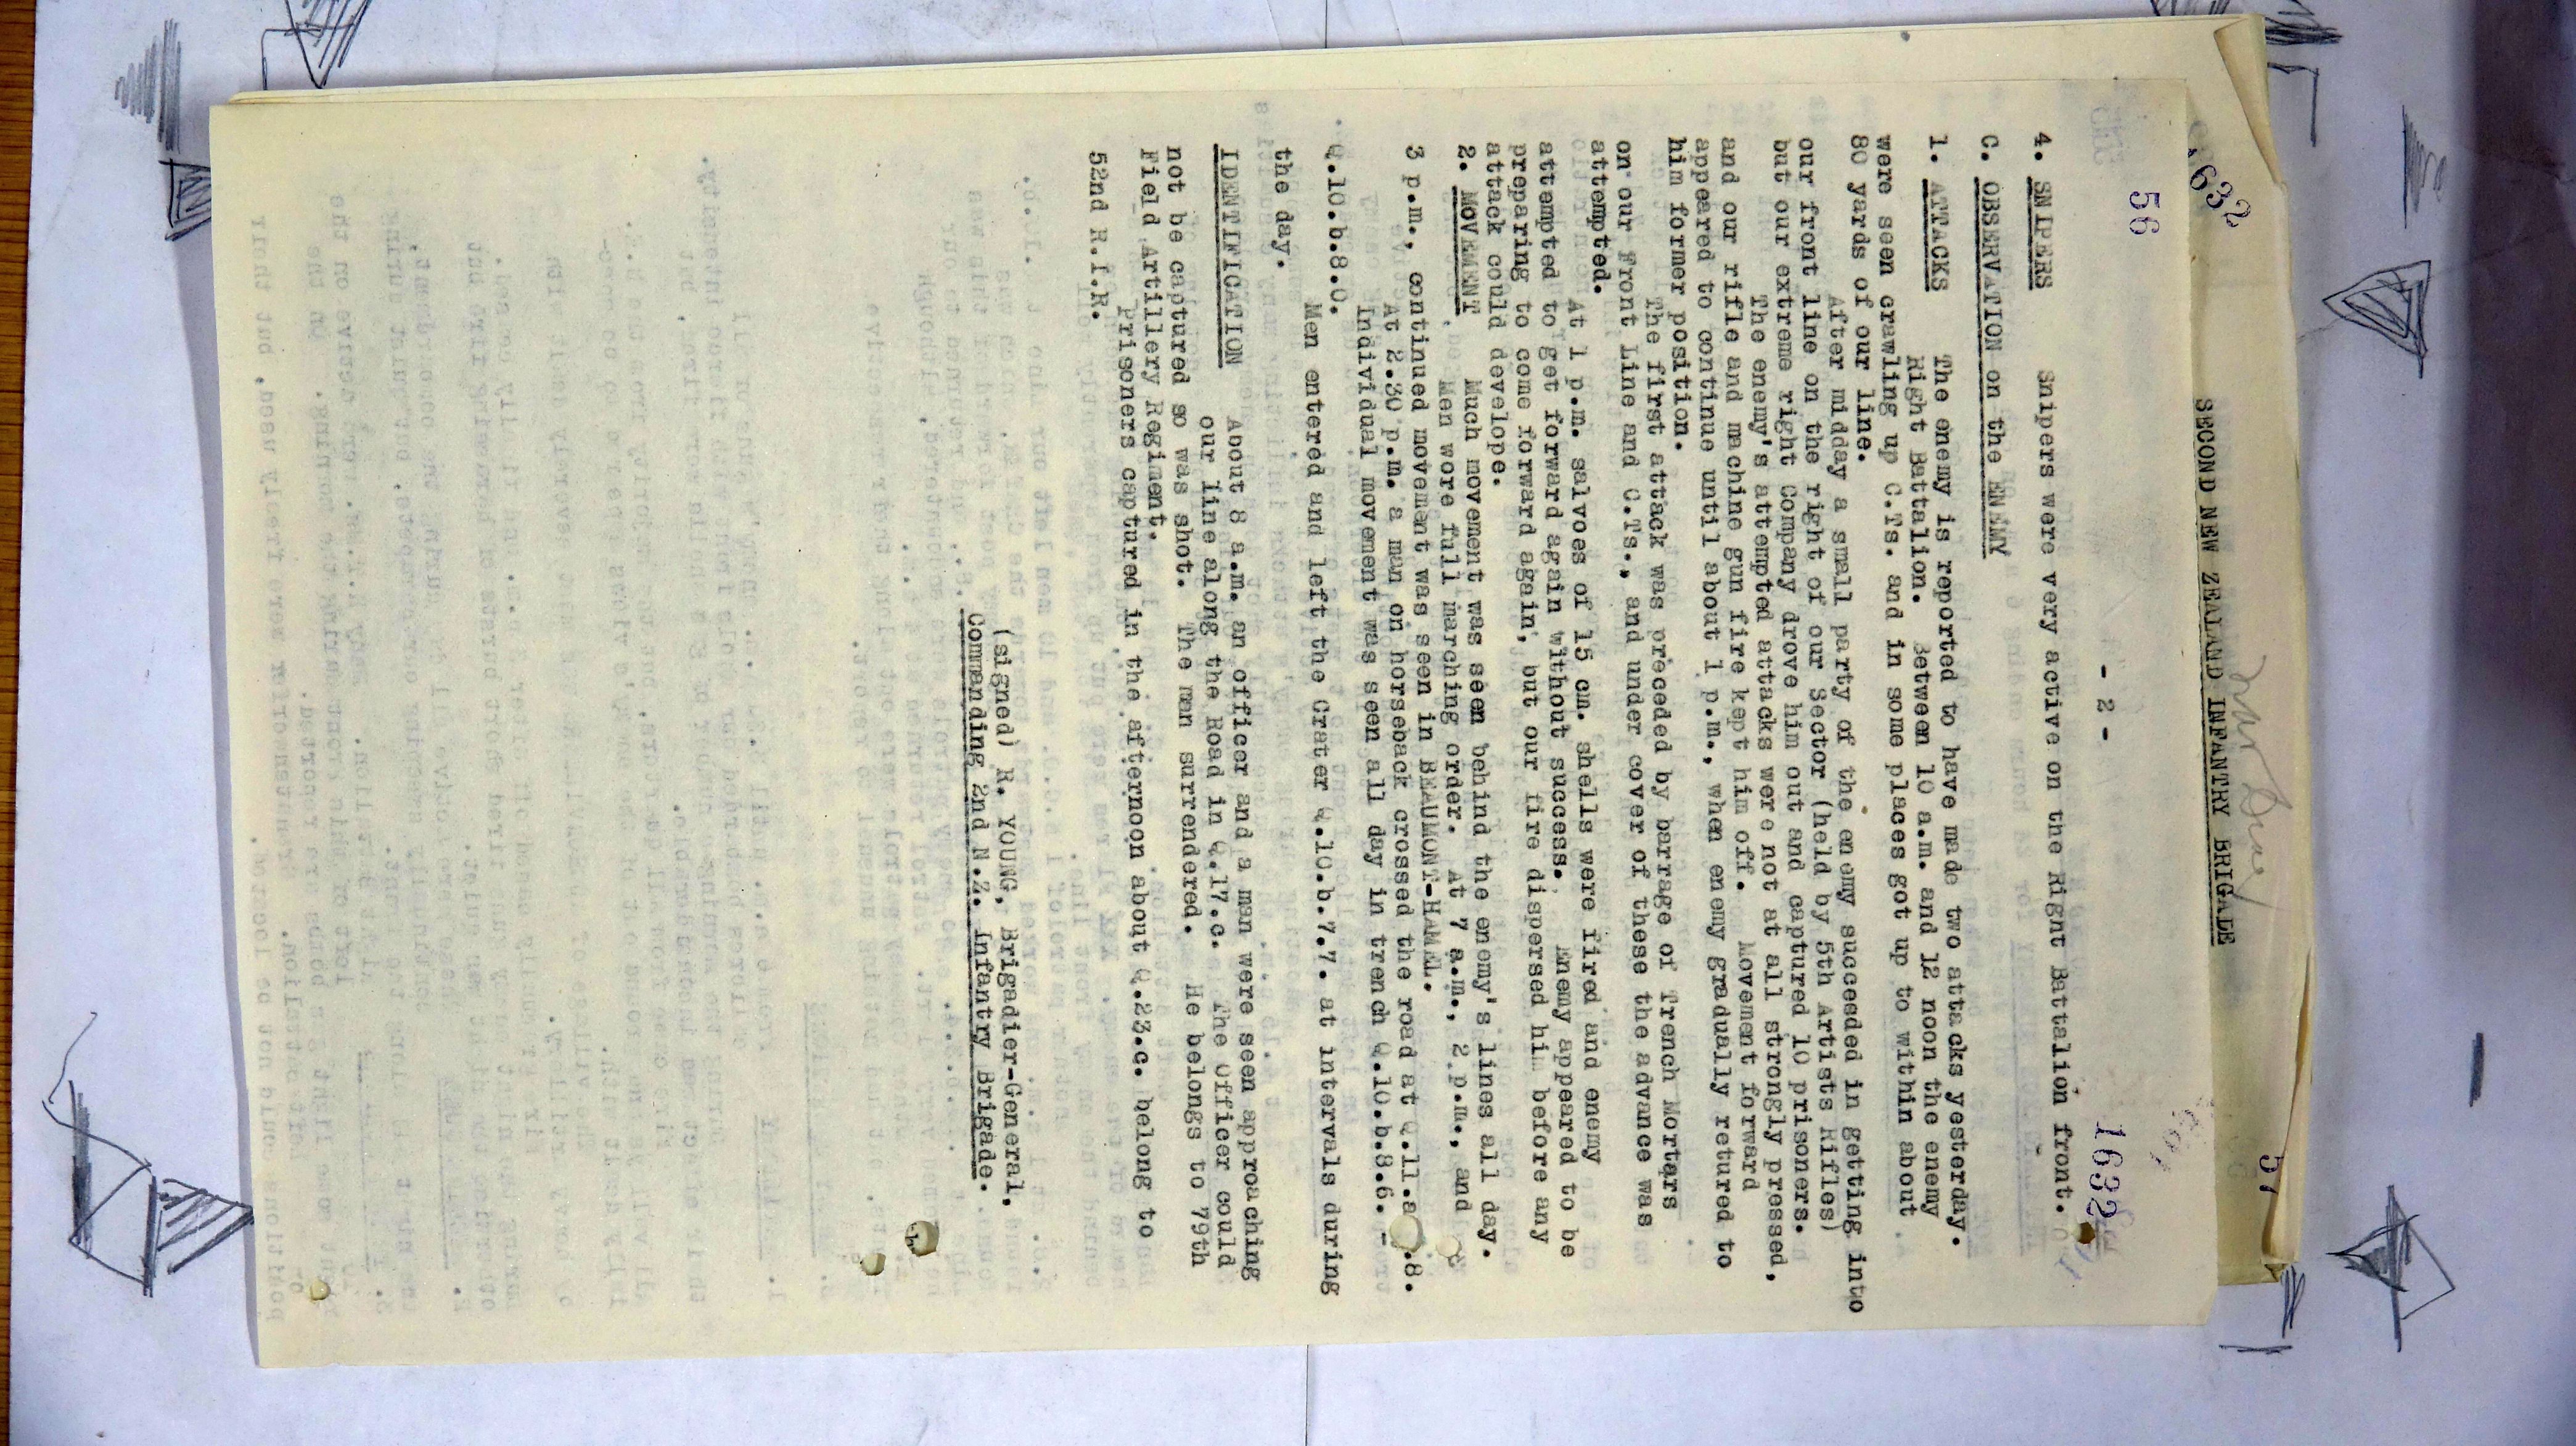 1632
57
SECOND NEW ZEALAND INFANTRY BRIGADE
56
- 2 -
1632
4. SNIPERS Snipers were very active on the Right Battalion front.
C. OBSERVATION on the ENEMY
1. ATTACKS The enemy is reported to have made two attacks yesterday.
Right Battalion. Between 10 a.m. and 12 noon the enemy
were seen crawling up C.Ts. and in some places got up to within about
80 yards of our line.
After midday a small party of the enemy succeeded in getting into
our front line on the right of our Sector (held by 5th Artists Rifles)
but our extreme right Company drove him out and captured 10 prisoners.
The enemy's attempted attacks were not at all strongly pressed,
and our rifle and machine gun fire kept him off. Movement forward
appeared to continue until about 1 p.m., when enemy gradually retured to
him former position.
The first attack was preceded by barrage of Trench Mortars
on our Front Line and C.Ts., and under cover of these the advance was
attempted.
At 1 p.m. salvoes of 15 cm. shells were fired and enemy
attempted to get forward again without success. Enemy appeared to be
preparing to come forward again, but our fire dispersed him before any
attack could develope.
2. MOVEMENT Much movement was seen behind the enemy's lines all day.
Men wore full marching order. At 7 a.m., 2 p.m., and
3 p.m., continued movement was seen in BEAUMONT-HAMEL.
At 2.30 p.m. a man on horseback crossed the road at Q.11.a .8.
Individual movement was seen all day in trench Q.10.b.8.6. -
Q.10.b.8.0.
Men entered and left the Crater Q.10.b.7.7. at intervals during
the day.
IDENTIFICATION About 8 a.m. an officer and a man were seen approaching
our line along the Road in Q.17.c. The Officer could
not be captured so was shot. The man surrendered. He belongs to 79th
Field Artillery Regiment.
Prisoners captured in the afternoon about Q.23.c. belong to
52nd R.I.R.
(signed) R. YOUNG, Brigadier-General,
Commanding 2nd N.Z. Infantry Brigade.